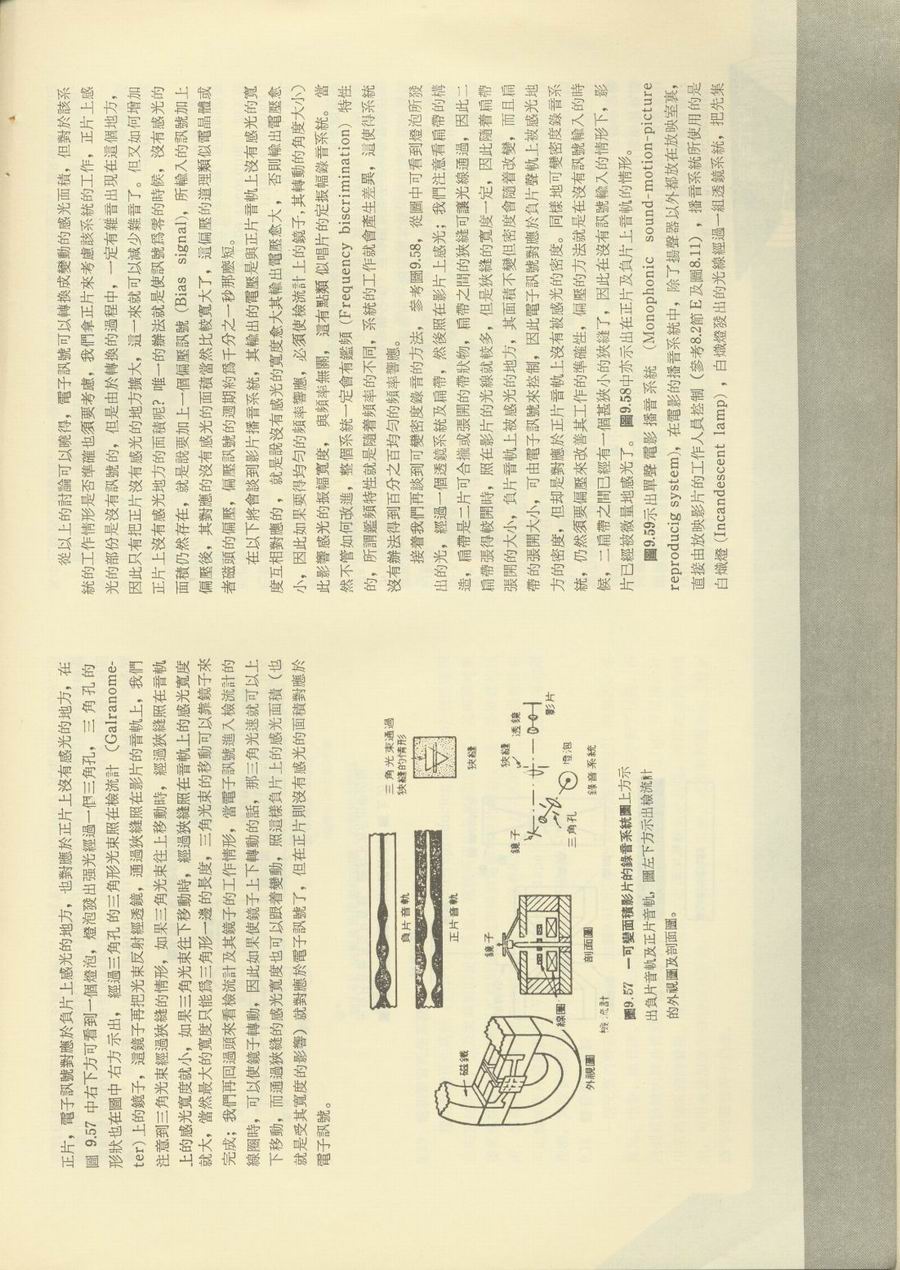 正片，電子訊號對應於負片上感光的地方，也對應於正片上沒有感光的地方，在
圖 9.57 中右下方可看到一個燈泡，燈泡發出强光經過一個三角孔，三角孔的
形狀也在圖中右方示出，經過三角孔的三角形光束照在檢流計（Galranome-
ter)上的鏡子，這鏡子再把光束反射經透鏡，通過狹縫照在影片的音軌上，我們
注意到三角光束經過狹縫的情形，如果三角光束往上移動時，經過狹縫照在音軌
上的感光寬度就小，如果三角光束往下移動時，經過狹縫照在音軌上的感光寬度
就大，當然最大的寬度只能爲三角形一邊的長度，三角光束的移動可以靠鏡子來
完成；我們再回過頭來看檢流計及其鏡子的工作情形，當電子訊號進入檢流計的
線圈時，可以使鏡子轉動，因此如果使鏡子上下轉動的話，那三角光速就可以上
下移動，而通過狹縫的感光寬度也可以跟着變動，照這樣負片上的感光面積（也
就是受其寬度的影響）就對應於電子訊號了，但在正片則沒有感光的面積對應於
電子訊號。
三角光束通過
狹縫的情形
狹縫
負片音軌
正片音軌
鏡子
狹縫
透鏡
影片
三角孔
燈泡
錄音系統
鏡子
剖面圖
磁鐵
線圈
外視圖
檢流計
圖9.57 一可變面積影片的錄音系統圖上方示
出負片音軌及正片音軌，圖左下方示出檢流計
的外視圖及剖面圖。
從以上的討論可以曉得，電子訊號可以轉換成變動的感光面積，但對於該系
統的工作情形是否準確也須要考慮，我們拿正片來考慮該系統的工作，正片上感
光的部份是沒有訊號的，但是由於轉換的過程中，一定有雜音出現在這個地方，
因此只有把正片沒有感光的地方擴大，這一來就可以減少雜音了。但又如何增加
正片上沒有感光地方的面積呢？唯一的辦法就是使訊號爲零的時候，沒有感光的
面積仍然存在，就是說要加上一個偏壓訊號(Bias signal)，所輸入的訊號加上
偏壓後，其對應的沒有感光的面積當然比較寬大了，這偏壓的道理類似電晶體或
者磁頭的偏壓，偏壓訊號的週期約爲千分之一秒那麽短。
在以下將會談到影片播音系統，其輸出的電壓是與正片音軌上沒有感光的寬
度互相對應的，就是說沒有感光的寬度愈大其輸出電壓愈大，否則輸出電壓愈
小，因此如果要得均勻的頻率響應，必須使檢流計上的鏡子，其轉動的角度大小
此影響感光的振幅寬度，與頻率無關，這有點類似唱片的定振幅錄音系統。當
然不管如何改進，整個系統一定會有鑑頻(Frequency biscrimination) 特性
的，所謂鑑頻特性就是隨着頻率的不同，系統的工作就會產生差異，這使得系統
沒有辦法得到百分之百均勻的頻率響應。
接着我們再談到可變密度錄音的方法，參考圖9.58，從圖中可看到燈泡所發
出的光，經過一個透鏡系統及扁帶，然後照在影片上感光；我們注意看扁帶的構
造，扁帶是二片可合攏或張開的帶狀物，扁帶之間的狹縫可讓光線通過，因此二
扁帶張得較開時，照在影片的光線就較多，但是狹縫的寬度一定，因此隨着扁帶
張開的大小，負片音軌上被感光的地方，其面積不變但密度會隨着改變，而且扁
帶的張開大小，可由電子訊號來控制，因此電子訊號對應於負片聲軌上被感光地
方的密度，但却是對應於正片音軌上沒有被感光的密度。同樣地可變密度錄音系
統，仍然須要偏壓來改善其工作的準確性，偏壓的方法就是在沒有訊號輸入的時
候，二扁帶之間已經有一個甚狹小的狹縫了，因此在沒有訊號輸入的情形下，影
片已經被微量地感光了。圖9.58中亦示出在正片及負片上音軌的情形。
圖9.59示出單聲電影播音系統（Monophonic sound-motion-picture
reproducig system)，在電影的播音系統中，除了揚聲器以外都放在放映室裏，
直接由放映影片的工作人員控制（參考8.2節E及圖8.11），播音系統所使用的是
白熾燈（Incandescent lamp），白熾燈發出的光線經過一組透鏡系統，把先集